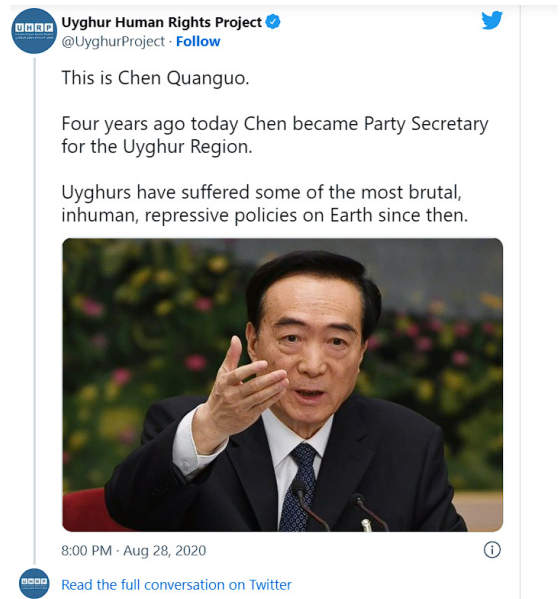 UHRP
Uyghur Human Rights Project
@UyghurProject · Follow
This is Chen Quanguo.
Four years ago today Chen became Party Secretary
for the Uyghur Region.
Uyghurs have suffered some of the most brutal,
inhuman, repressive policies on Earth since then.
8:00 PM · Aug 28, 2020
UHRP
Read the full conversation on Twitter